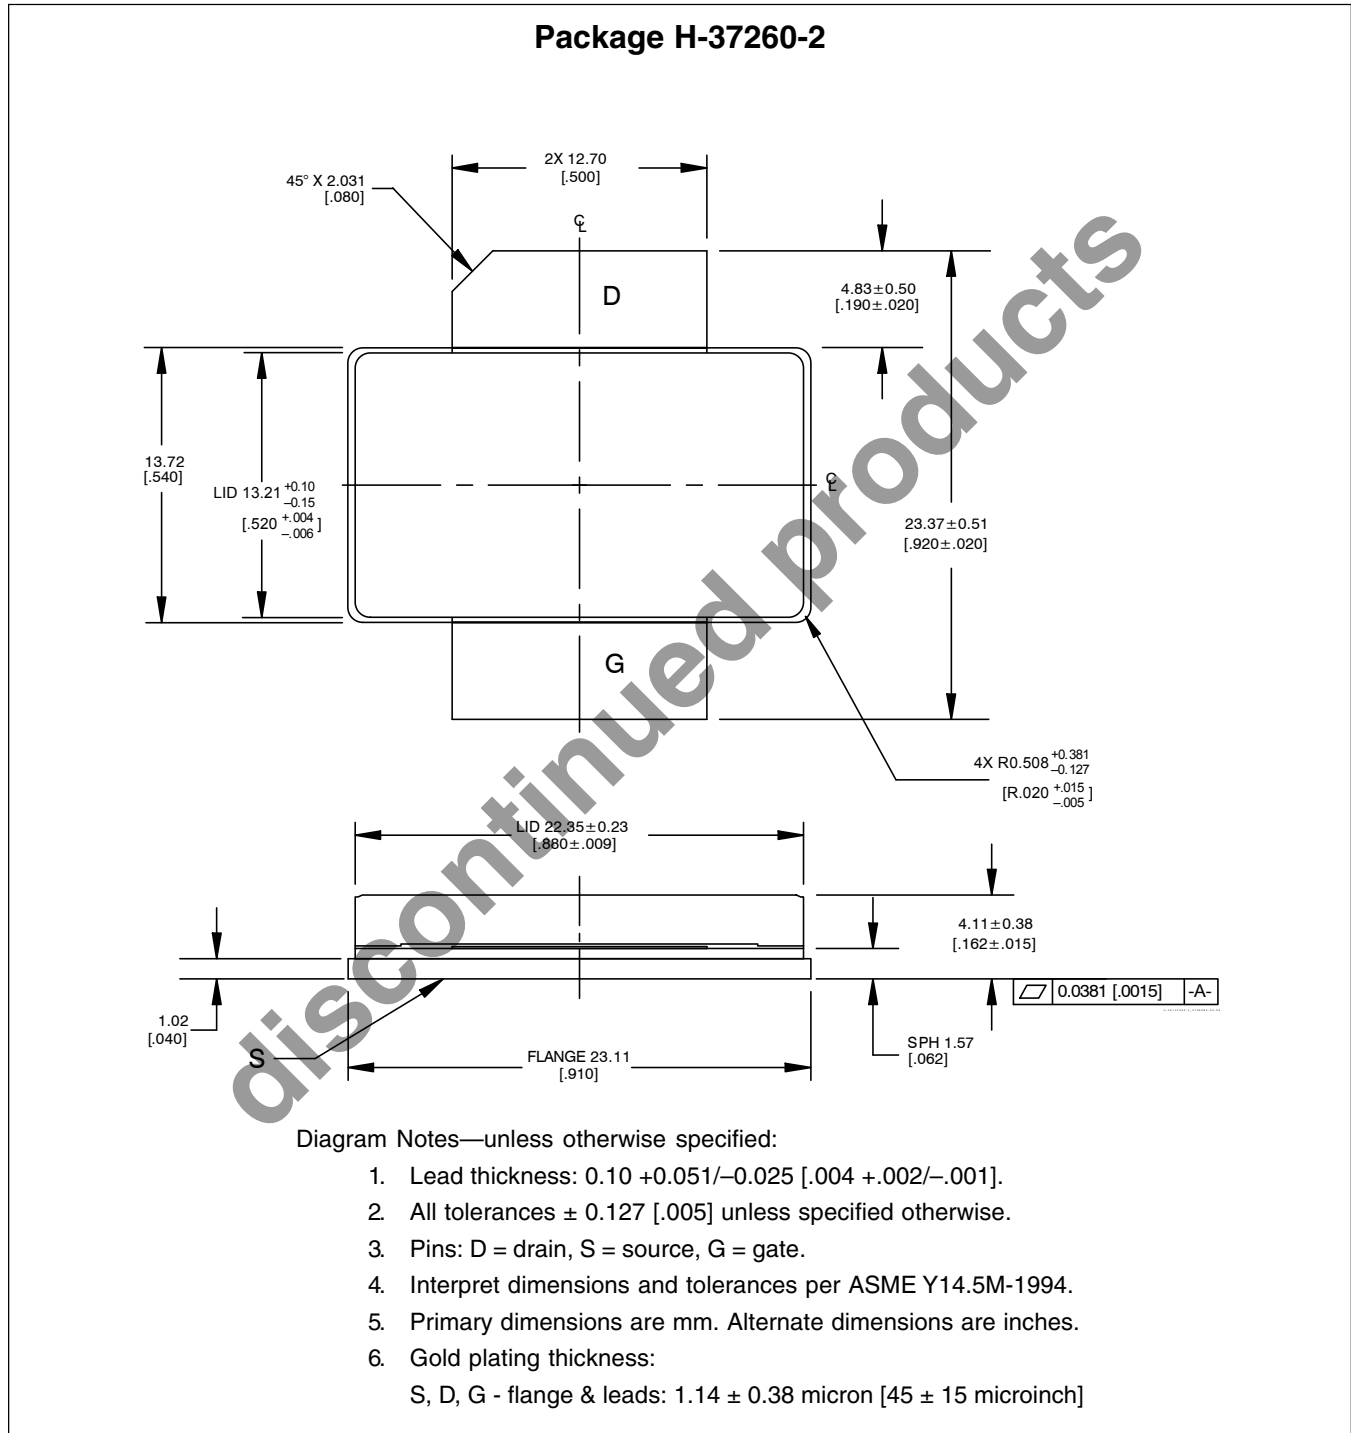 Package H-37260-2
2X 12.70
[.500]
45° X 2.031
[.080]
℄
D
4.83±0.50
[.190±.020]
13.72
[.540]
LID 13.21 +0.10
–0.15
[.520 +.004
–.006 ]
℄
23.37±0.51
[.920±.020]
G
4X R0.508 +0.381
–0.127
[R.020 +.015
–.005 ]
LID 22.35±0.23
[.880±.009]
4.11±0.38
[.162±.015]
0.0381 [.0015] -A-
1.02
[.040]
S
FLANGE 23.11
[.910]
SPH 1.57
[.062]
discontinued products
Diagram Notes—unless otherwise specified:
1. Lead thickness: 0.10 +0.051/–0.025 [.004 +.002/–.001].
2. All tolerances ± 0.127 [.005] unless specified otherwise.
3. Pins: D = drain, S = source, G = gate.
4. Interpret dimensions and tolerances per ASME Y14.5M-1994.
5. Primary dimensions are mm. Alternate dimensions are inches.
6. Gold plating thickness:
S, D, G - flange & leads: 1.14 ± 0.38 micron [45 ± 15 microinch]